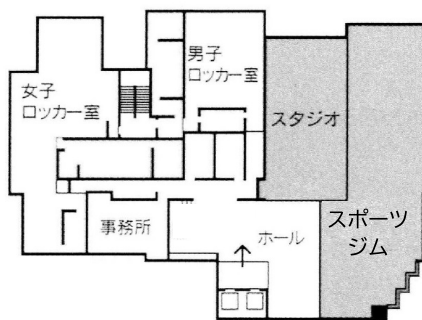 男子
ロッカー室
女子
ロッカー室
スタジオ
スポーツ
ジム
事務所
ホール